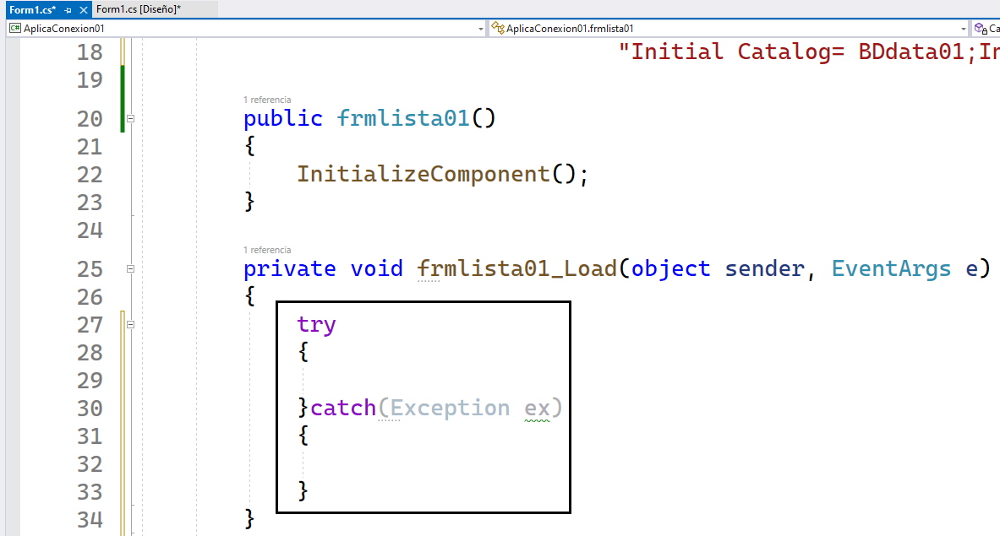 Form1.cs* Form1.cs [Diseño]*
C# AplicaConexion01 AplicaConexion01.frmlista01 Ca
18 "Initial Catalog= BDdata01;In
19
1 referencia
20 public frmlista01()
21 {
22 InitializeComponent();
23 }
24
1 referencia
25 private void frmlista01_Load(object sender, EventArgs e)
26 {
27 try
28 {
29
30 }catch(Exception ex)
31 {
32
33 }
34 }